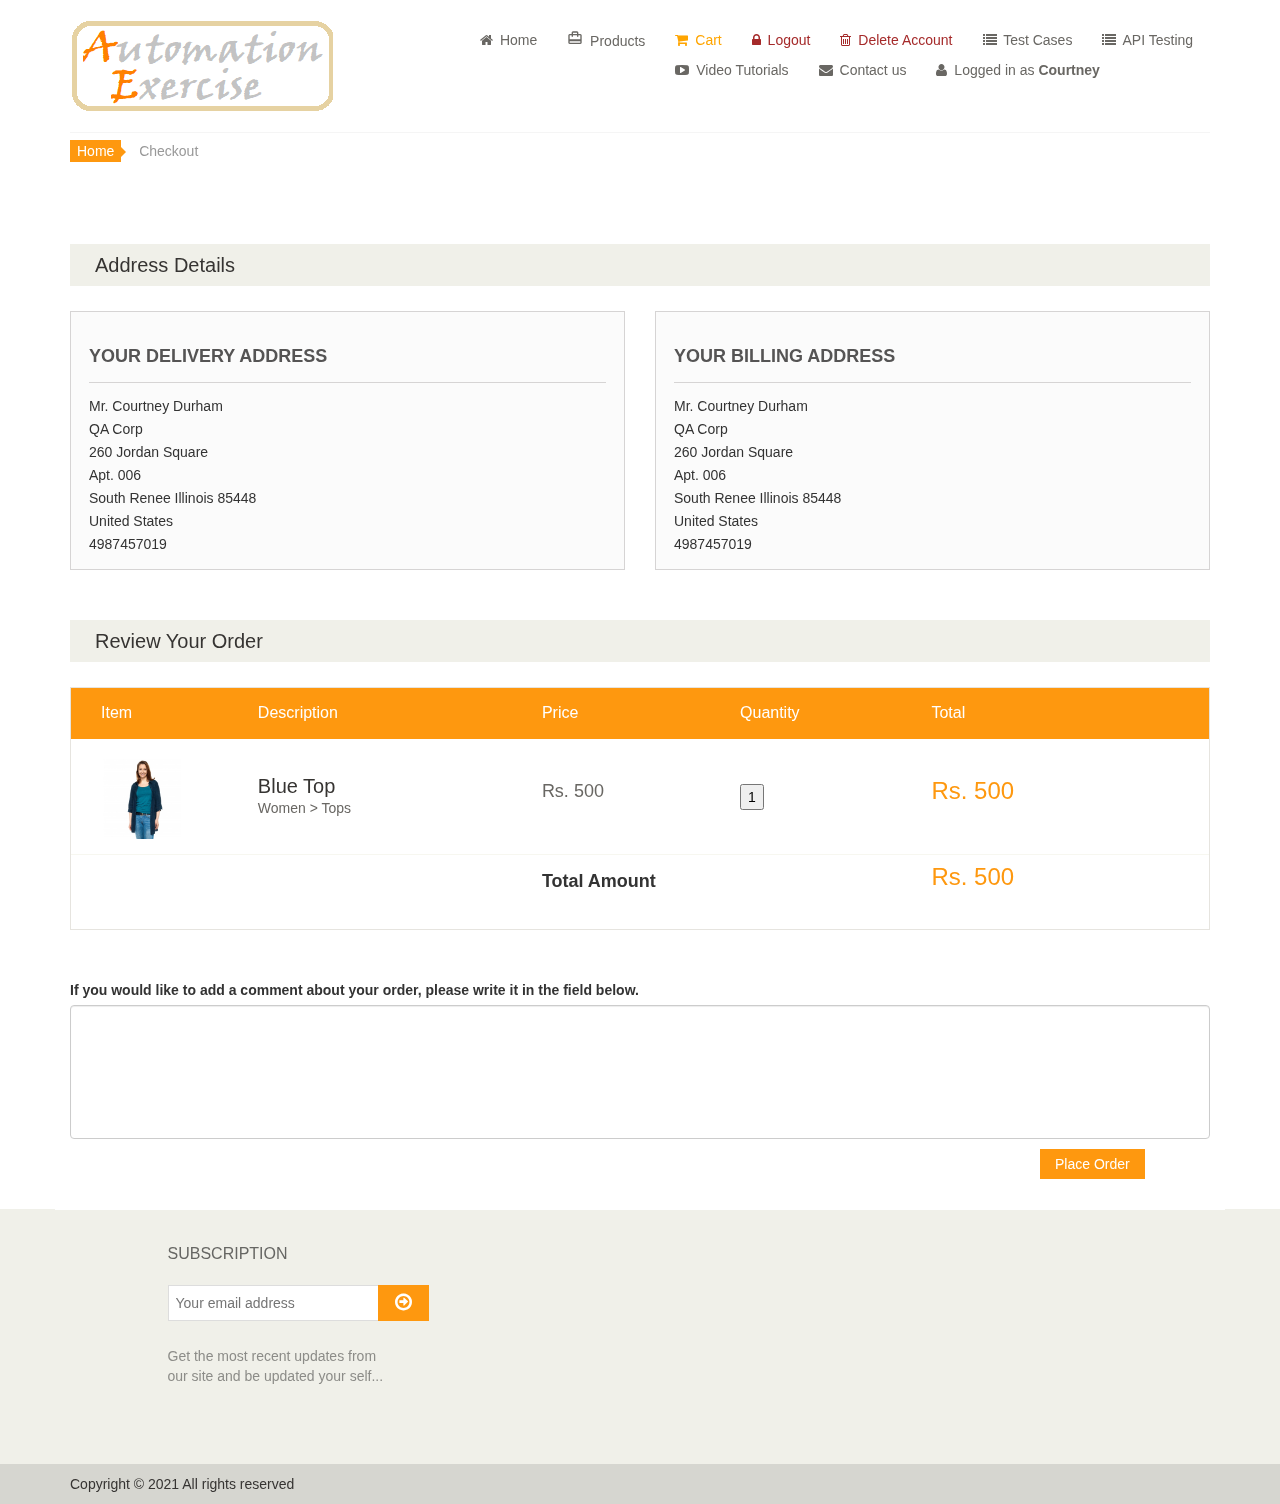 Automation
Exercise
Home Products Cart Logout Delete Account Test Cases API Testing
Video Tutorials Contact us Logged in as Courtney
Home Checkout
Address Details
YOUR DELIVERY ADDRESS
Mr. Courtney Durham
QA Corp
260 Jordan Square
Apt. 006
South Renee Illinois 85448
United States
4987457019
YOUR BILLING ADDRESS
Mr. Courtney Durham
QA Corp
260 Jordan Square
Apt. 006
South Renee Illinois 85448
United States
4987457019
Review Your Order
Item Description Price Quantity Total
Blue Top
Women > Tops
Rs. 500 1 Rs. 500
Total Amount Rs. 500
If you would like to add a comment about your order, please write it in the field below.
Place Order
SUBSCRIPTION
Your email address
Get the most recent updates from
our site and be updated your self...
Copyright © 2021 All rights reserved